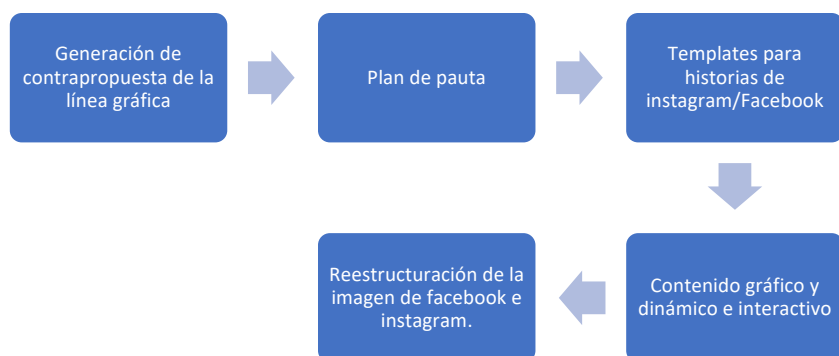 Generación de
contrapropuesta de la
línea gráfica
Plan de pauta
Templates para
historias de
instagram/Facebook
Contenido gráfico y
dinámico e interactivo
Reestructuración de la
imagen de facebook e
instagram.